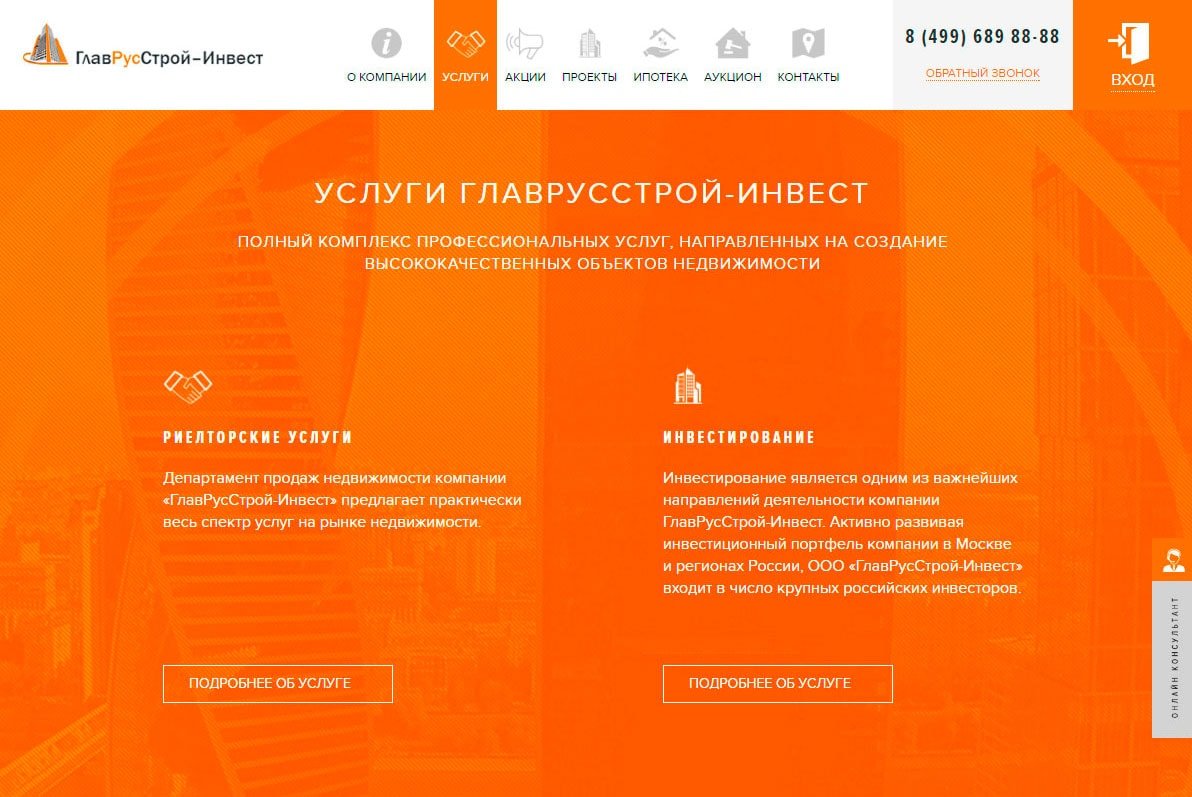 ГлавРусСтрой-Инвест
О КОМПАНИИ
УСЛУГИ
АКЦИИ
ПРОЕКТЫ
ИПОТЕКА
АУКЦИОН
КОНТАКТЫ
8 (499) 689 88-88
ОБРАТНЫЙ ЗВОНОК
ВХОД
УСЛУГИ ГЛАВРУССТРОЙ-ИНВЕСТ
ПОЛНЫЙ КОМПЛЕКС ПРОФЕССИОНАЛЬНЫХ УСЛУГ, НАПРАВЛЕННЫХ НА СОЗДАНИЕ
ВЫСОКОКАЧЕСТВЕННЫХ ОБЪЕКТОВ НЕДВИЖИМОСТИ
РИЕЛТОРСКИЕ УСЛУГИ
Департамент продаж недвижимости компании
«ГлавРусСтрой-Инвест» предлагает практически
весь спектр услуг на рынке недвижимости.
ПОДРОБНЕЕ ОБ УСЛУГЕ
ИНВЕСТИРОВАНИЕ
Инвестирование является одним из важнейших
направлений деятельности компании
ГлавРусСтрой-Инвест. Активно развивая
инвестиционный портфель компании в Москве
и регионах России, ООО «ГлавРусСтрой-Инвест»
входит в число крупных российских инвесторов.
ПОДРОБНЕЕ ОБ УСЛУГЕ
ОНЛАЙН КОНСУЛЬТАНТ